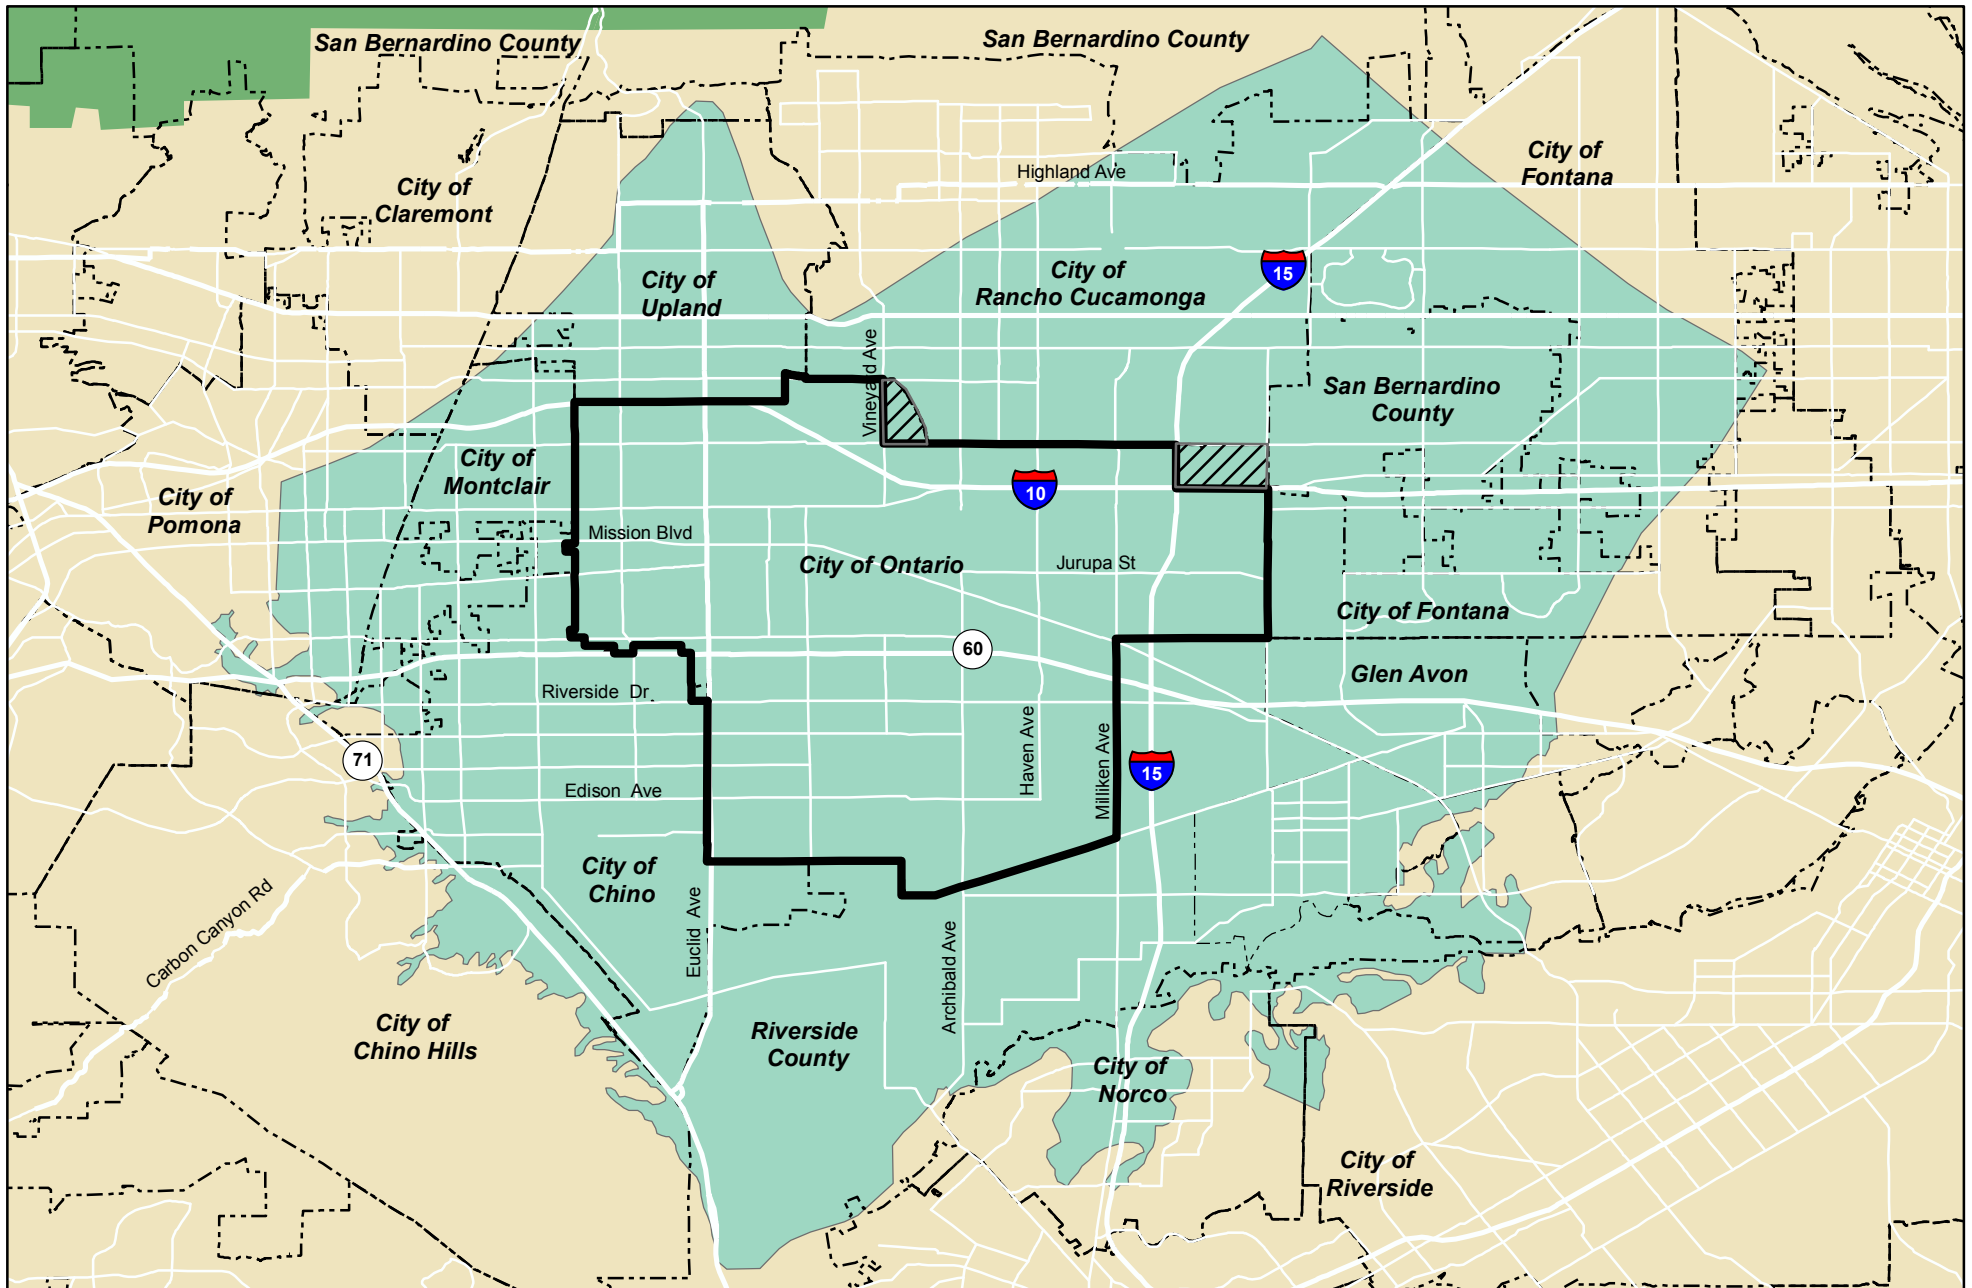 San Bernardino County
San Bernardino County
City of
Fontana
Highland Ave
City of
Claremont
City of
Upland
City of
Rancho Cucamonga
15
Vineyard Ave
San Bernardino
County
City of
Montclair
City of
Pomona
10
Mission Blvd
City of Ontario
Jurupa St
City of Fontana
60
Glen Avon
Riverside Dr
Haven Ave
Milliken Ave
71
15
Edison Ave
City of
Chino
Euclid Ave
Carbon Canyon Rd
Archibald Ave
City of
Chino Hills
Riverside
County
City of
Norco
City of
Riverside